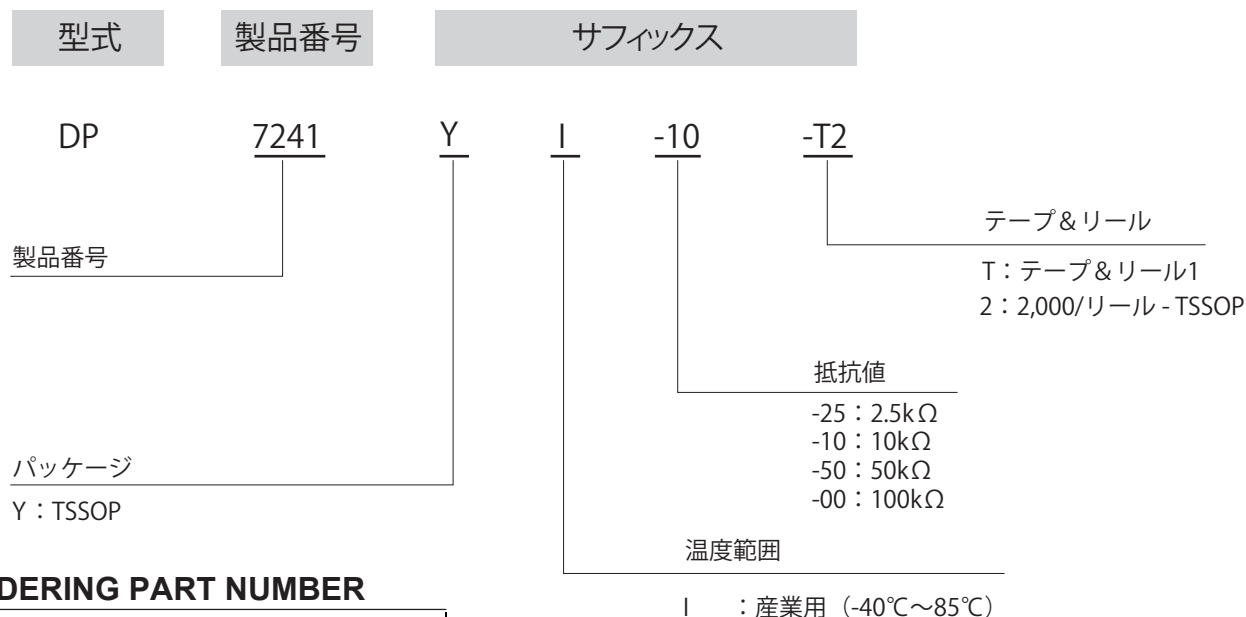 型式 製品番号 サフィックス
DP 7241 Y I -10 -T2
テープ&リール
T:テープ&リール1
2:2,000/リール - TSSOP
製品番号
抵抗値
-25:2.5kΩ
-10:10kΩ
-50:50kΩ
-00:100kΩ
パッケージ
Y:TSSOP
温度範囲
I :産業用(-40℃~85℃)
DERING PART NUMBER